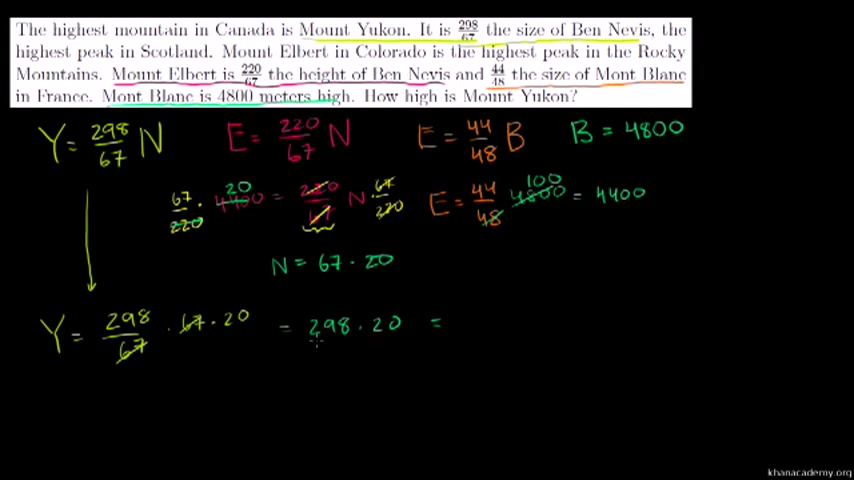 The highest mountain in Canada is Mount Yukon. It is 298/67 the size of Ben Nevis, the
highest peak in Scotland. Mount Elbert in Colorado is the highest peak in the Rocky
Mountains. Mount Elbert is 220/67 the height of Ben Nevis and 44/48 the size of Mont Blanc
in France. Mont Blanc is 4800 meters high. How high is Mount Yukon?
Y = 298/67 N E = 220/67 N E = 44/48 B B = 4800
67/220 · 4400 20 = 220/67 N · 67/220 E = 44/48 4800 100 = 4400
N = 67 · 20
Y = 298/67 · 67 · 20 = 298 · 20 =
khanacademy.org